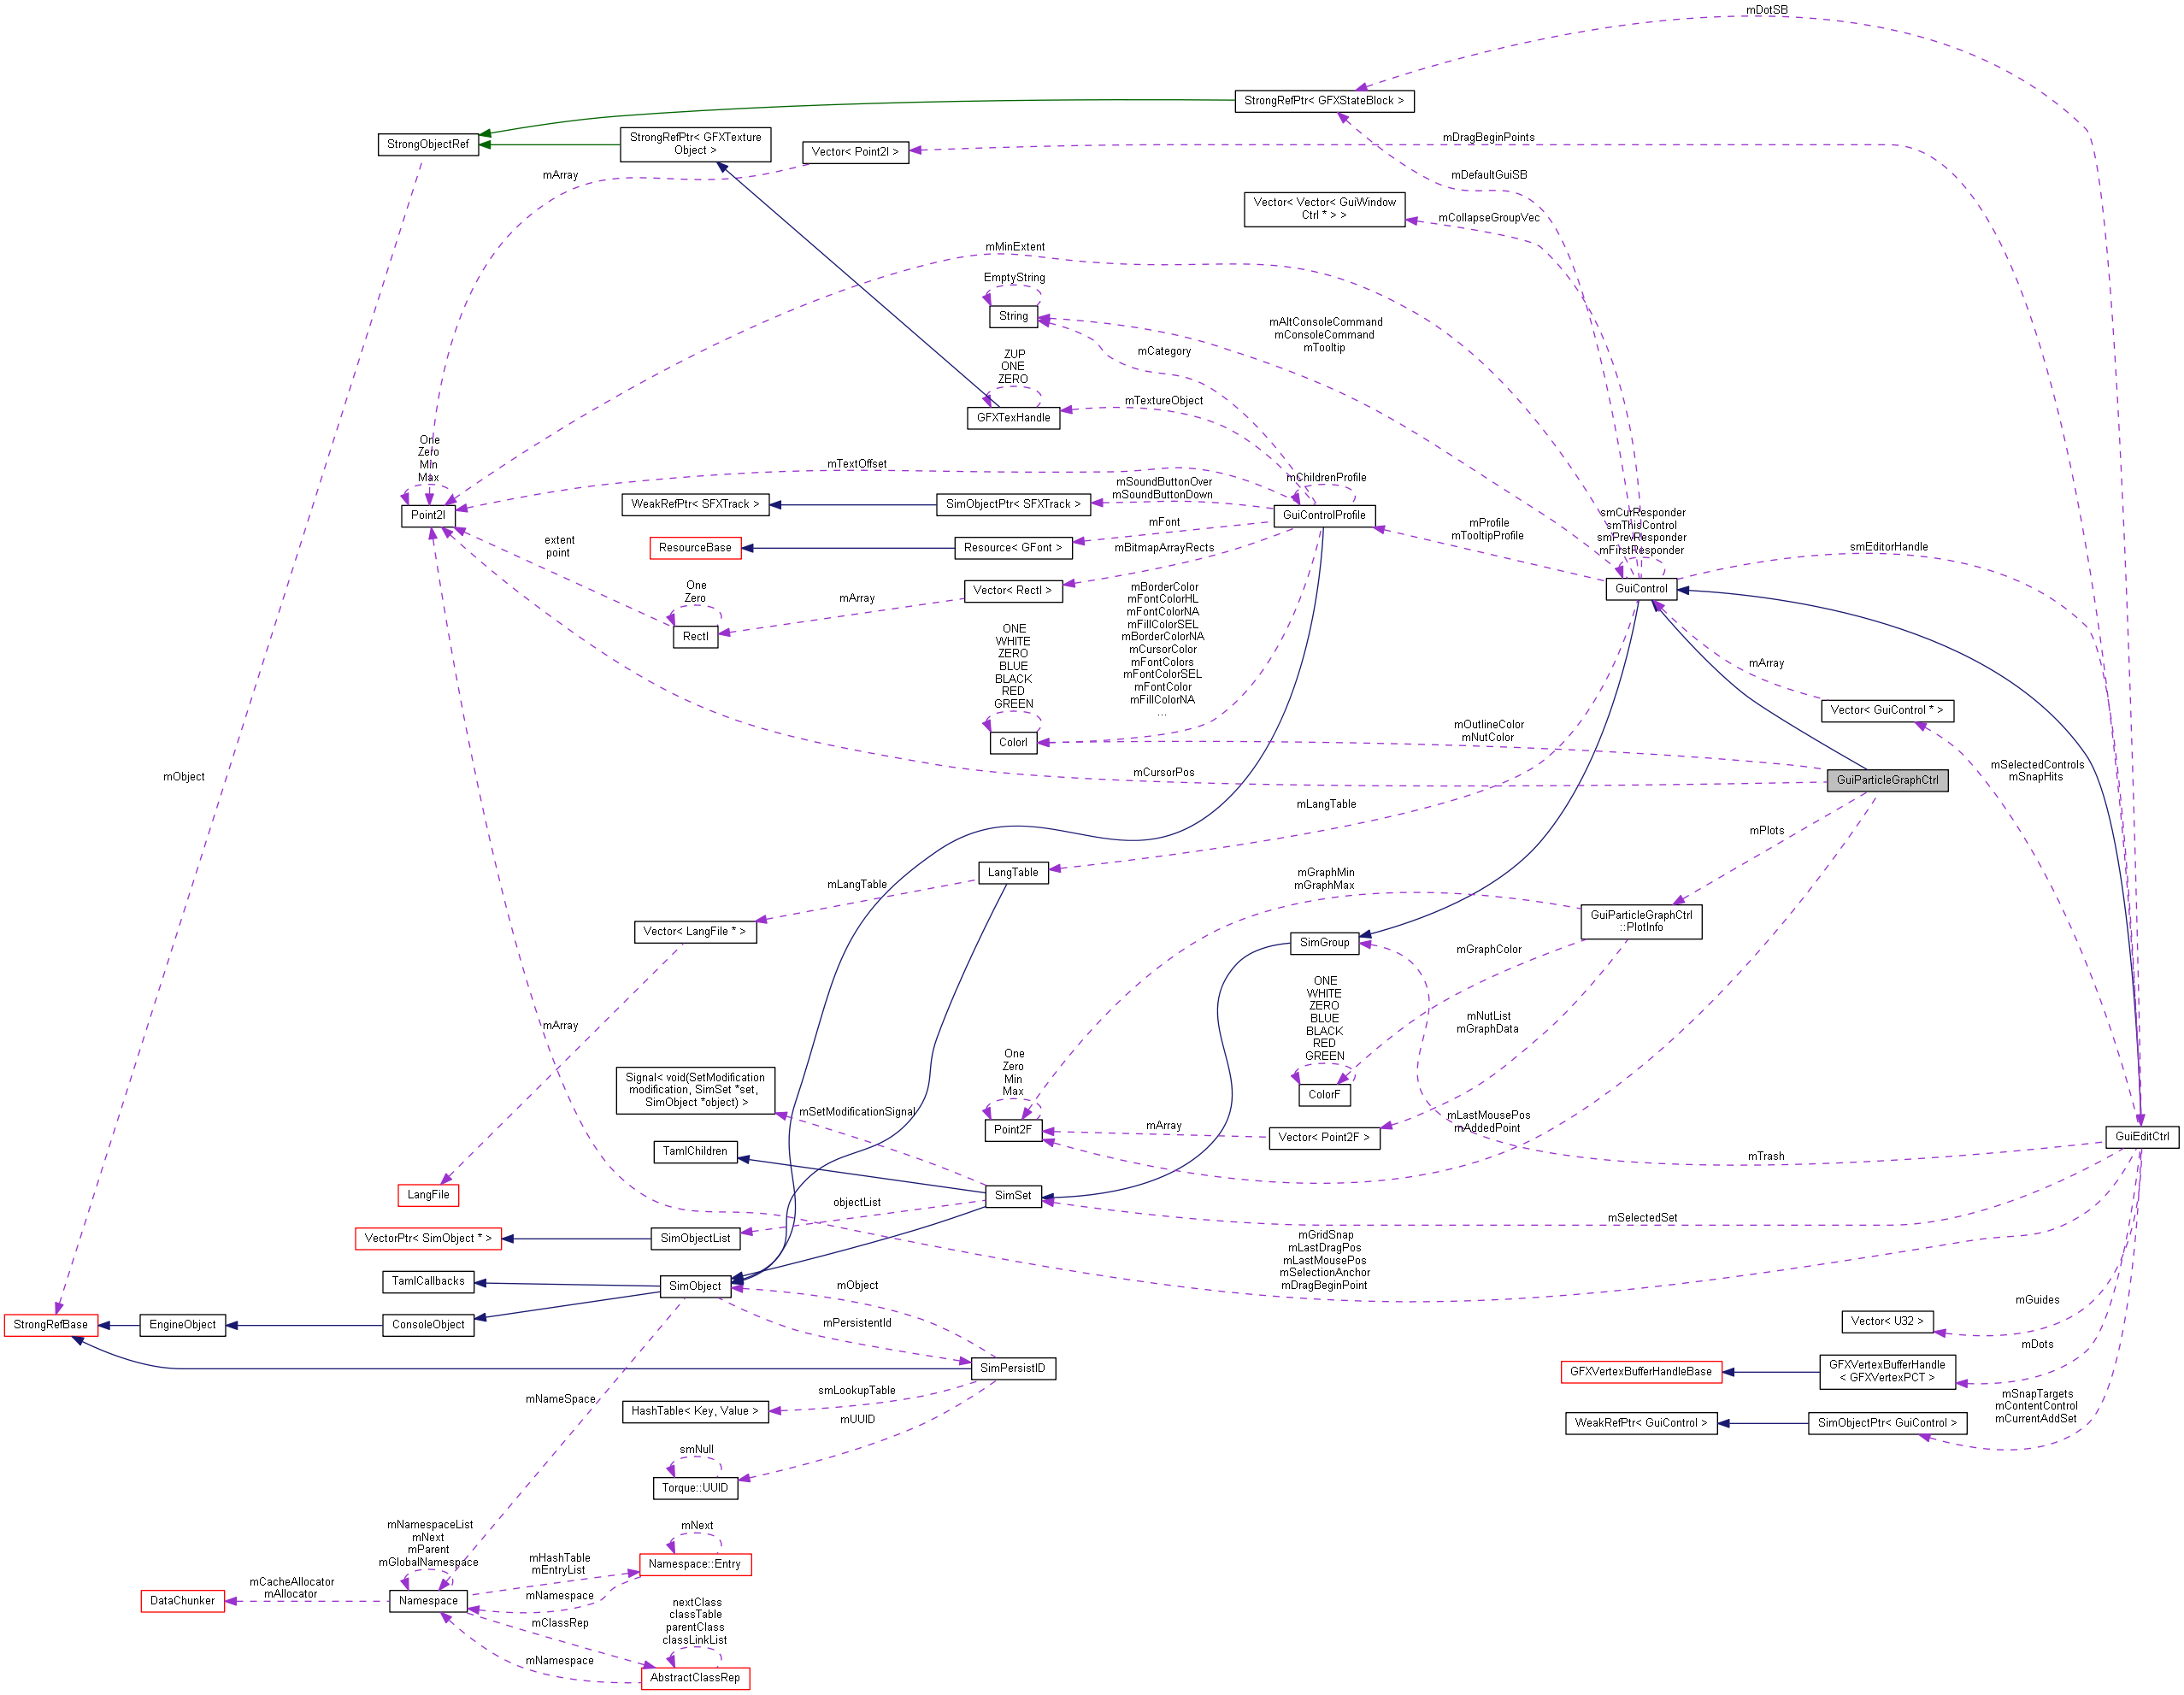 mDotSB
StrongRefPtr< GFXStateBlock >
StrongObjectRef
StrongRefPtr< GFXTexture
Object >
Vector< Point2I >
mDragBeginPoints
mArray
mDefaultGuiSB
Vector< Vector< GuiWindow
Ctrl * > >
mCollapseGroupVec
mMinExtent
EmptyString
String
mAltConsoleCommand
mConsoleCommand
mTooltip
mCategory
ZUP
ONE
ZERO
GFXTexHandle
mTextureObject
One
Zero
Min
Max
Point2I
mTextOffset
WeakRefPtr< SFXTrack >
SimObjectPtr< SFXTrack >
mSoundButtonOver
mSoundButtonDown
mChildrenProfile
GuiControlProfile
mProfile
mTooltipProfile
smCurResponder
smThisControl
smPrevResponder
mFirstResponder
GuiControl
smEditorHandle
extent
point
ResourceBase
Resource< GFont >
mFont
mBitmapArrayRects
Vector< RectI >
mArray
One
Zero
RectI
mBorderColor
mFontColorHL
mFontColorNA
mFillColorSEL
mBorderColorNA
mCursorColor
mFontColors
mFontColorSEL
mFontColor
mFillColorNA
...
ONE
WHITE
ZERO
BLUE
BLACK
RED
GREEN
ColorI
mArray
Vector< GuiControl * >
mOutlineColor
mNutColor
mCursorPos
GuiParticleGraphCtrl
mObject
mSelectedControls
mSnapHits
mLangTable
mPlots
LangTable
mLangTable
Vector< LangFile * >
mGraphMin
mGraphMax
GuiParticleGraphCtrl
::PlotInfo
SimGroup
mGraphColor
ONE
WHITE
ZERO
BLUE
BLACK
RED
GREEN
ColorF
mNutList
mGraphData
mArray
One
Zero
Min
Max
Point2F
Signal< void(SetModification
modification, SimSet *set,
SimObject *object) >
mSetModificationSignal
mArray
Vector< Point2F >
mLastMousePos
mAddedPoint
mTrash
GuiEditCtrl
TamlChildren
LangFile
SimSet
objectList
mSelectedSet
VectorPtr< SimObject * >
SimObjectList
mGridSnap
mLastDragPos
mLastMousePos
mSelectionAnchor
mDragBeginPoint
TamlCallbacks
SimObject
mObject
mGuides
Vector< U32 >
StrongRefBase
EngineObject
ConsoleObject
mPersistentId
mDots
SimPersistID
GFXVertexBufferHandleBase
GFXVertexBufferHandle
< GFXVertexPCT >
mNameSpace
smLookupTable
HashTable< Key, Value >
mUUID
WeakRefPtr< GuiControl >
SimObjectPtr< GuiControl >
mSnapTargets
mContentControl
mCurrentAddSet
smNull
Torque::UUID
mNamespaceList
mNext
mParent
mGlobalNamespace
Namespace
mHashTable
mEntryList
mNext
Namespace::Entry
mCacheAllocator
mAllocator
DataChunker
mNamespace
mClassRep
nextClass
classTable
parentClass
classLinkList
mNamespace
AbstractClassRep